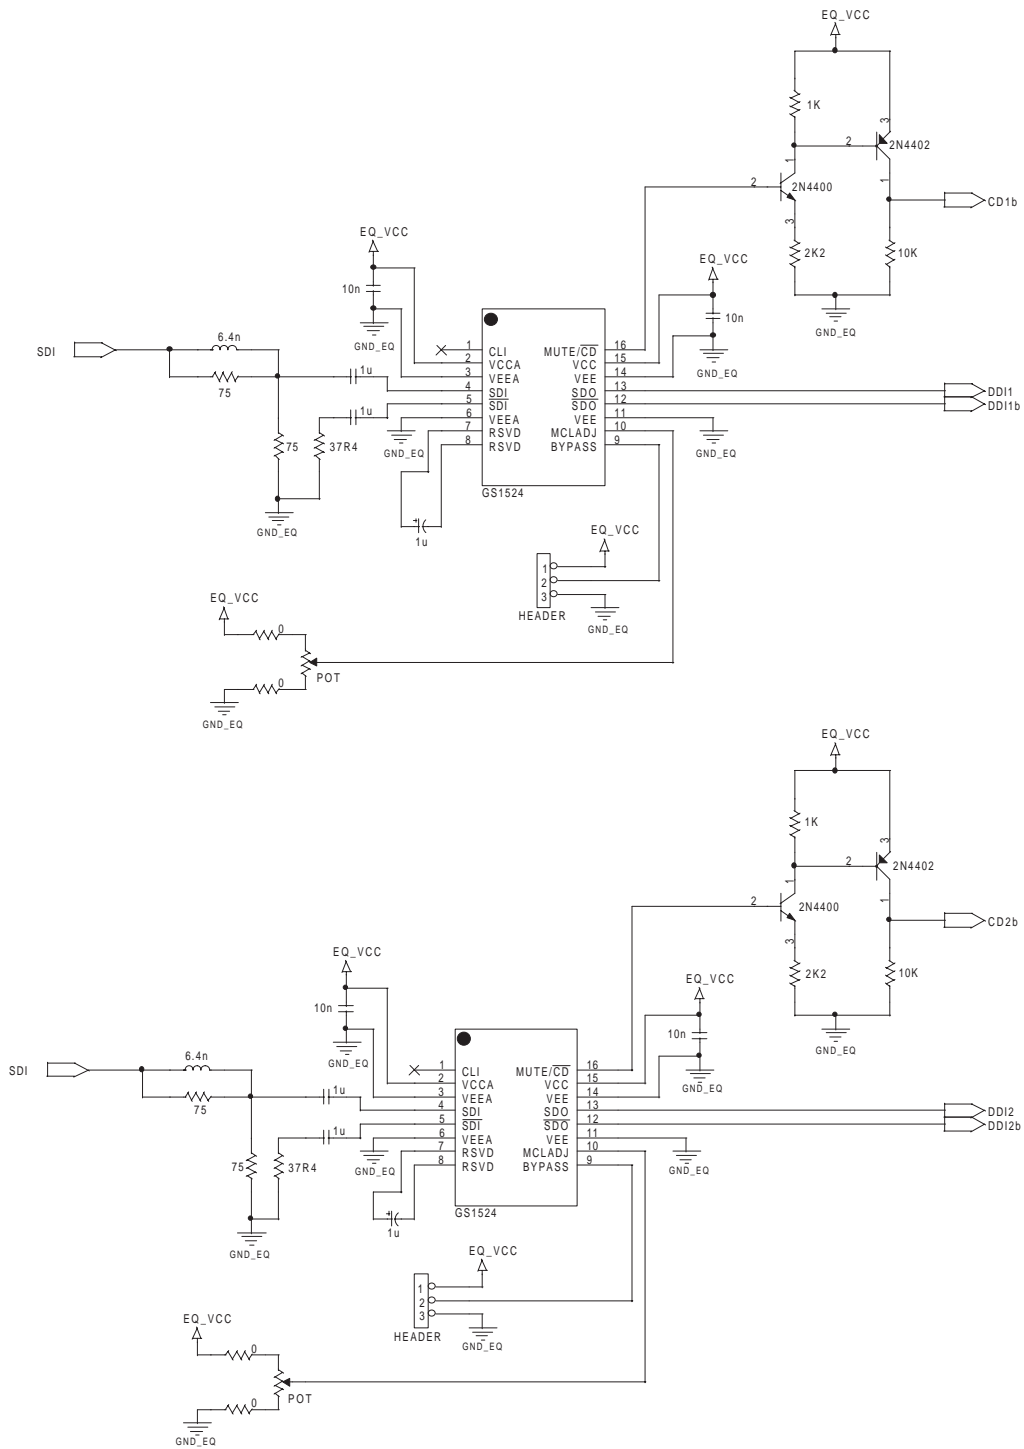 EQ_VCC
1K
3
2
2N4402
1
1
2
2N4400
CD1b
3
2K2
10K
GND_EQ
EQ_VCC
10n
GND_EQ
EQ_VCC
10n
GND_EQ
SDI
6.4n
75
1u
1u
75
37R4
GND_EQ
GND_EQ
1 CLI MUTE/C̅D̅ 16
2 VCCA VCC 15
3 VEEA VEE 14
4 SDI SDO 13
5 S̅D̅I̅ S̅D̅O̅ 12
6 VEEA VEE 11
7 RSVD MCLADJ 10
8 RSVD BYPASS 9
DDI1
DDI1b
GND_EQ
GS1524
1u
EQ_VCC
1
2
3
HEADER
GND_EQ
EQ_VCC
0
POT
0
GND_EQ
EQ_VCC
1K
3
2
2N4402
1
1
2
2N4400
CD2b
3
2K2
10K
GND_EQ
EQ_VCC
10n
GND_EQ
EQ_VCC
10n
GND_EQ
SDI
6.4n
75
1u
1u
75
37R4
GND_EQ
GND_EQ
1 CLI MUTE/C̅D̅ 16
2 VCCA VCC 15
3 VEEA VEE 14
4 SDI SDO 13
5 S̅D̅I̅ S̅D̅O̅ 12
6 VEEA VEE 11
7 RSVD MCLADJ 10
8 RSVD BYPASS 9
DDI2
DDI2b
GND_EQ
GS1524
1u
EQ_VCC
1
2
3
HEADER
GND_EQ
EQ_VCC
0
POT
0
GND_EQ